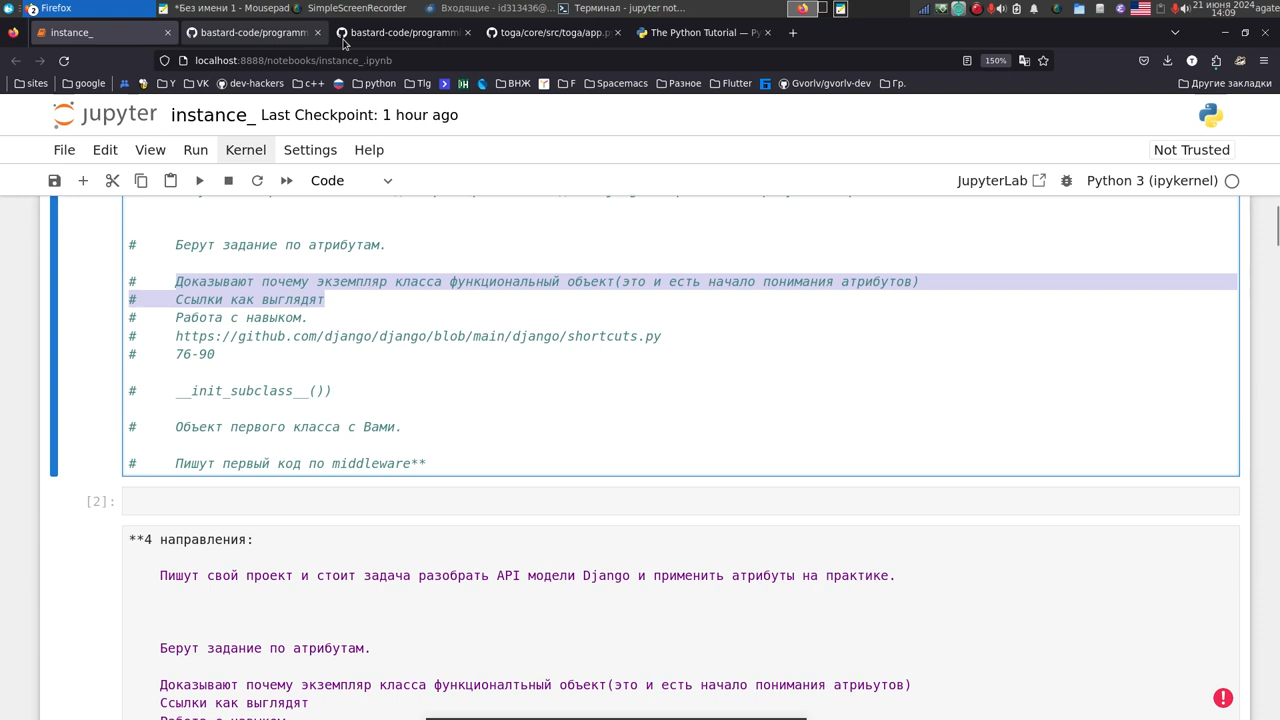 Firefox
*Без имени 1 - Mousepad
SimpleScreenRecorder
Входящие - id313436@...
Терминал - jupyter not...
21 июня 2024
14:09
agate
instance_
bastard-code/programm
bastard-code/programmi
toga/core/src/toga/app.p
The Python Tutorial — Py
localhost:8888/notebooks/instance_.ipynb
150%
sites
google
Y
VK
dev-hackers
c++
python
Tlg
ВНЖ
F
Spacemacs
Разное
Flutter
Gvorlv/gvorlv-dev
Гр.
Другие закладки
jupyter instance_ Last Checkpoint: 1 hour ago
File Edit View Run Kernel Settings Help
Not Trusted
Code
JupyterLab
Python 3 (ipykernel)
# Берут задание по атрибутам.
# Доказывают почему экземпляр класса функциональный объект(это и есть начало понимания атрибутов)
# Ссылки как выглядят
# Работа с навыком.
# https://github.com/django/django/blob/main/django/shortcuts.py
# 76-90
# __init_subclass__())
# Объект первого класса с Вами.
# Пишут первый код по middleware**
[2]:
**4 направления:
Пишут свой проект и стоит задача разобрать API модели Django и применить атрибуты на практике.
Берут задание по атрибутам.
Доказывают почему экземпляр класса функционалтьный объект(это и есть начало понимания атриьутов)
Ссылки как выглядят